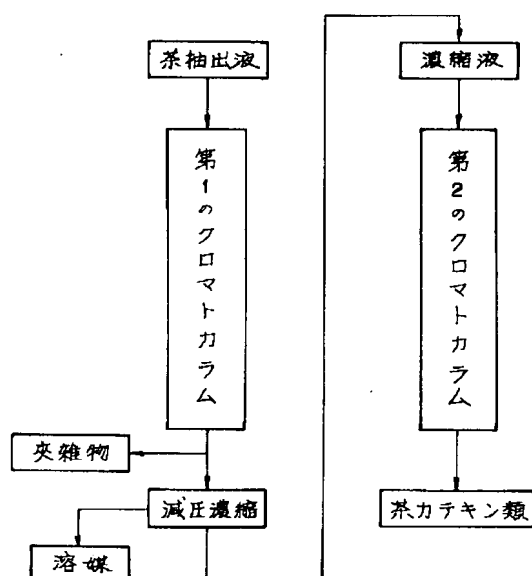 茶抽出液
第1のクロマトカラム
夾雑物
減圧濃縮
溶媒
濃縮液
第2のクロマトカラム
茶カテキン類